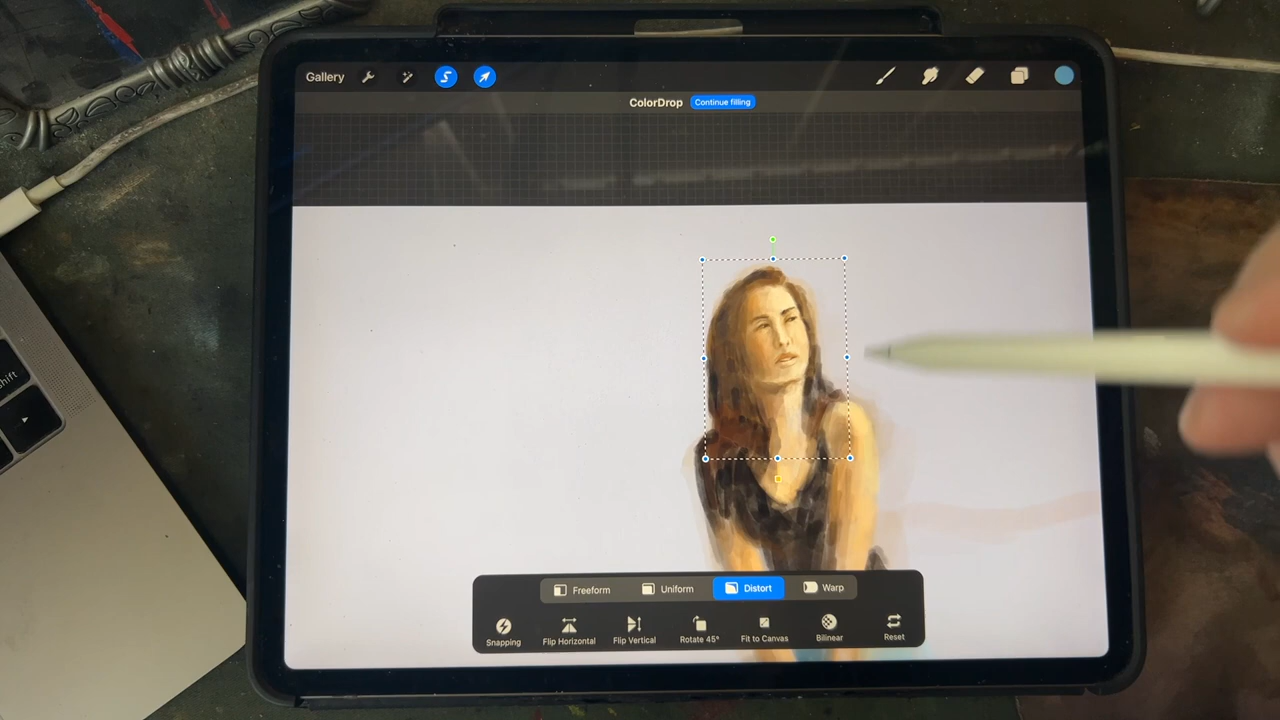 Gallery
ColorDrop Continue filling
shift
Freeform Uniform Distort Warp
Snapping Flip Horizontal Flip Vertical Rotate 45° Fit to Canvas Bilinear Reset